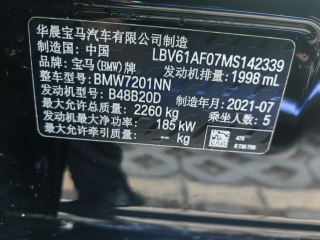 华晨宝马汽车有限公司制造
制造国：中国 LBV61AF07MS142339
品牌：宝马(BMW)牌 发动机排量：1998 mL
整车型号：BMW7201NN
发动机型号：B48B20D 制造年月：2021-07
最大允许总质量：2260 kg 乘坐人数：5
发动机最大净功率：185 kW
最大允许牵引质量：-- kg
475